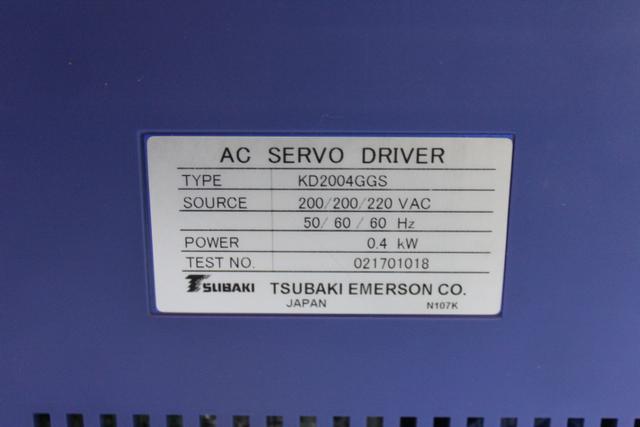 AC SERVO DRIVER
TYPE KD2004GGS
SOURCE 200/200/220 VAC
50/60/60 Hz
POWER 0.4 kW
TEST NO. 021701018
TSUBAKI TSUBAKI EMERSON CO.
JAPAN N107K